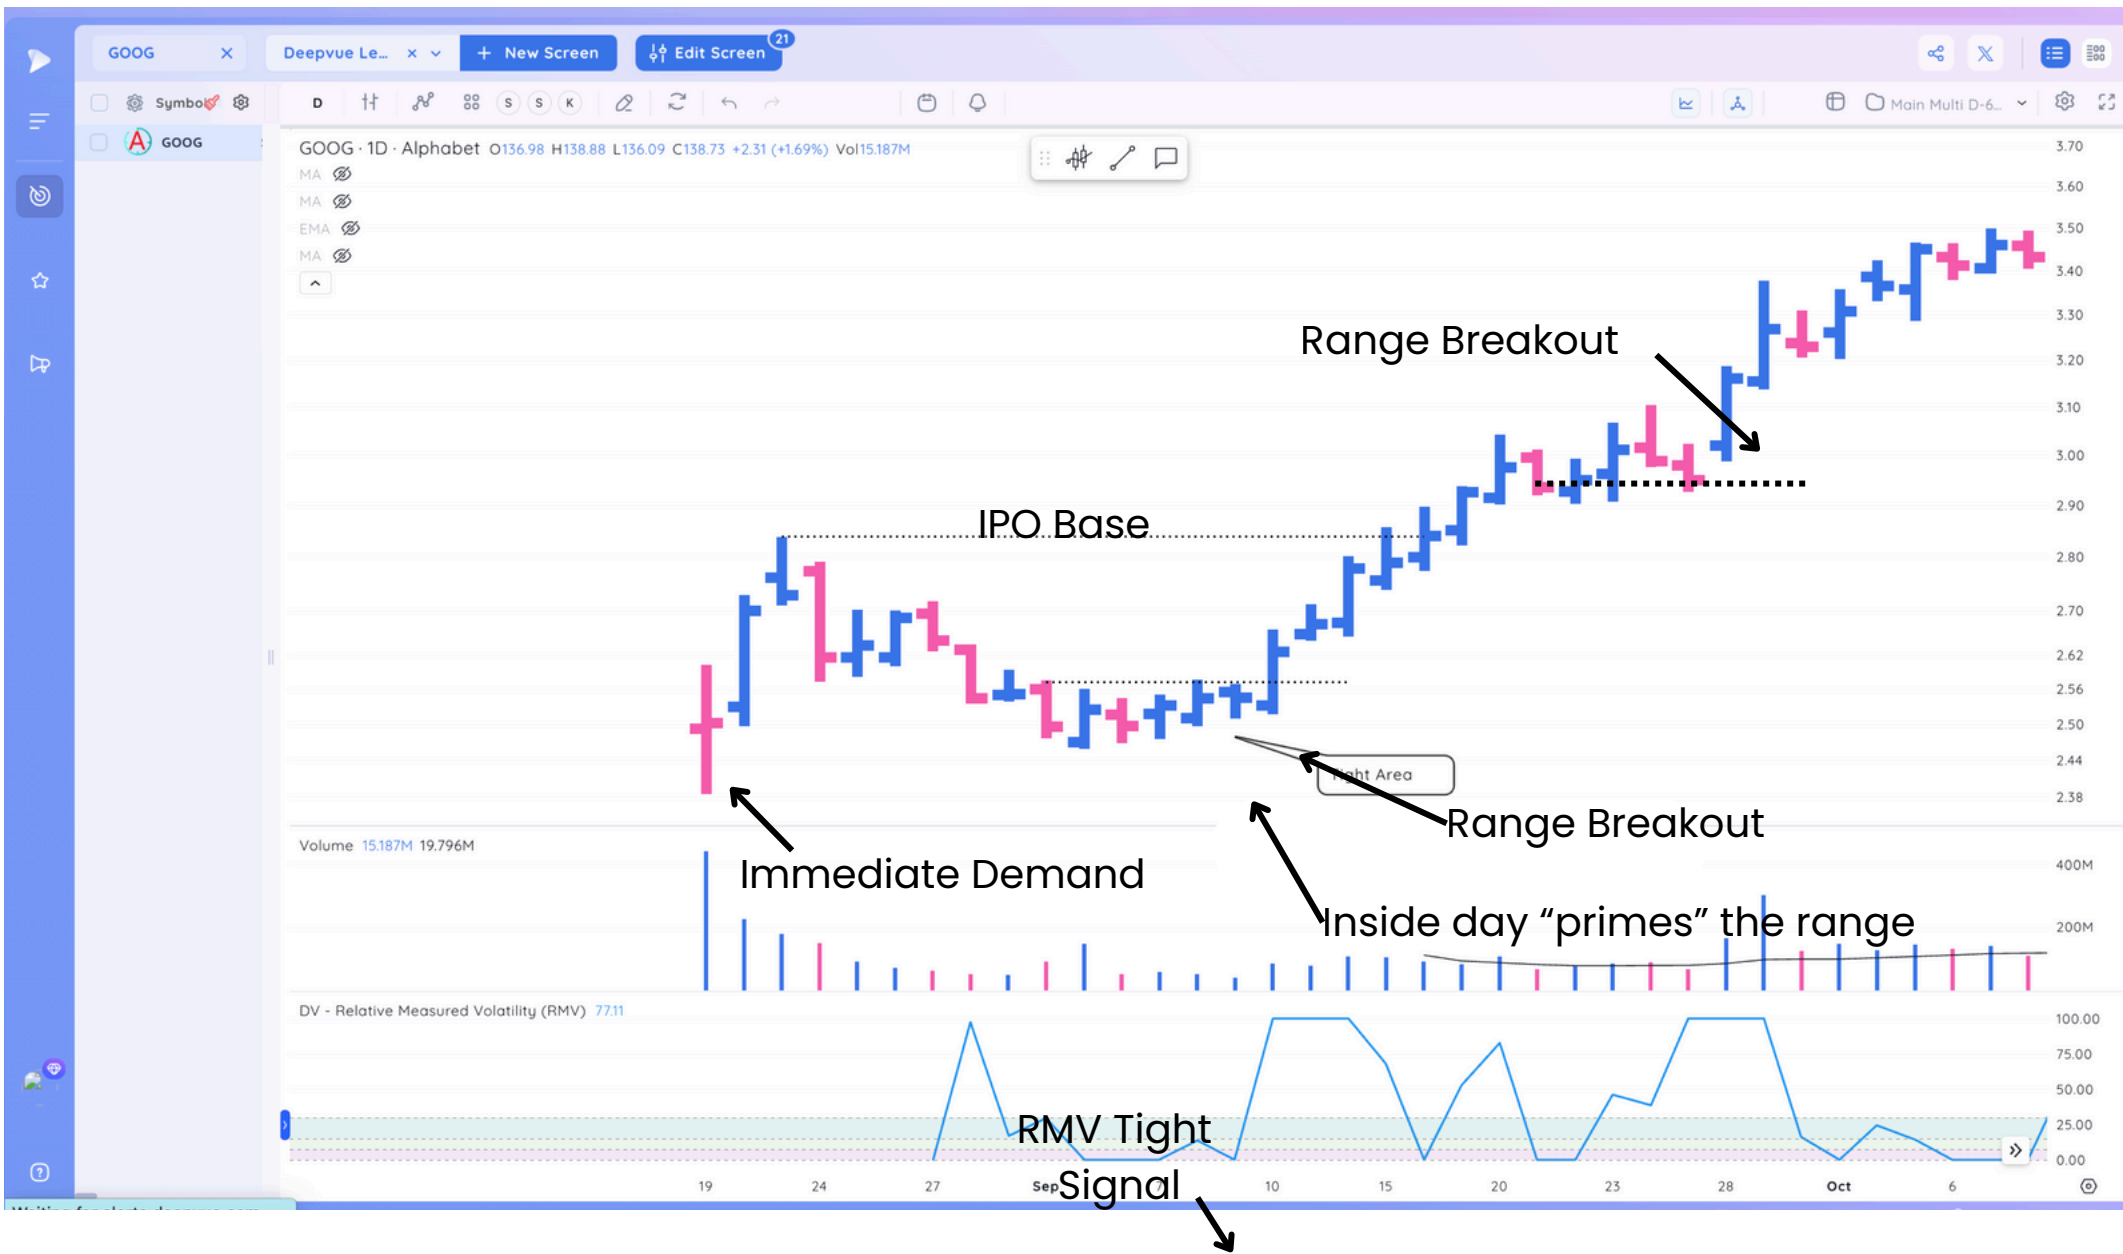 GOOG
Deepvue Le...
+ New Screen
Edit Screen
21
Symbol
D
S
S
K
Main Multi D-6...
GOOG
GOOG · 1D · Alphabet O136.98 H138.88 L136.09 C138.73 +2.31 (+1.69%) Vol15.187M
MA
MA
EMA
MA
3.70
3.60
3.50
3.40
3.30
3.20
3.10
3.00
2.90
2.80
2.70
2.62
2.56
2.50
2.44
2.38
Range Breakout
IPO Base
Tight Area
Range Breakout
Immediate Demand
Inside day “primes” the range
Volume 15.187M 19.796M
400M
200M
DV - Relative Measured Volatility (RMV) 77.11
100.00
75.00
50.00
25.00
0.00
RMV Tight
Signal
19
24
27
Sep
10
15
20
23
28
Oct
6